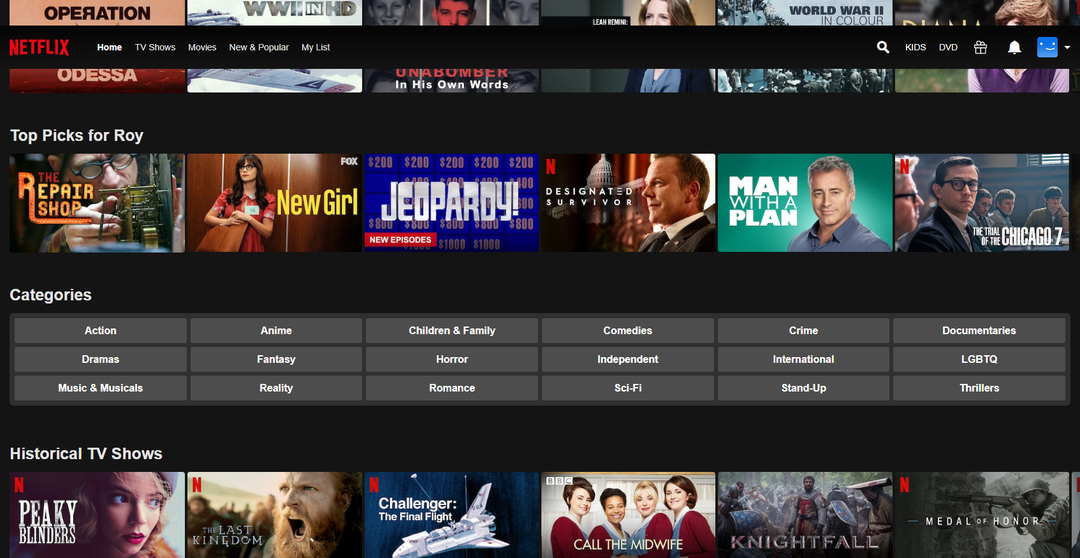 OPERATION
WWII IN HD
LEAH REMINI:
WORLD WAR II
IN COLOUR
DIANA
NETFLIX
Home
TV Shows
Movies
New & Popular
My List
KIDS
DVD
ODESSA
UNABOMBER
In His Own Words
Top Picks for Roy
THE
REPAIR
SHOP
FOX
New Girl
$200 $200 $200 $200 $200
JEOPARDY!
NEW EPISODES
$1000 $1000
N
DESIGNATED
SURVIVOR
MAN
WITH A
PLAN
N
THE TRIAL
OF THE CHICAGO 7
Categories
Action
Anime
Children & Family
Comedies
Crime
Documentaries
Dramas
Fantasy
Horror
Independent
International
LGBTQ
Music & Musicals
Reality
Romance
Sci-Fi
Stand-Up
Thrillers
Historical TV Shows
N
PEAKY
BLINDERS
N
THE LAST
KINGDOM
N
Challenger:
The Final Flight
BBC
CALL THE MIDWIFE
KNIGHTFALL
N
MEDAL OF HONOR